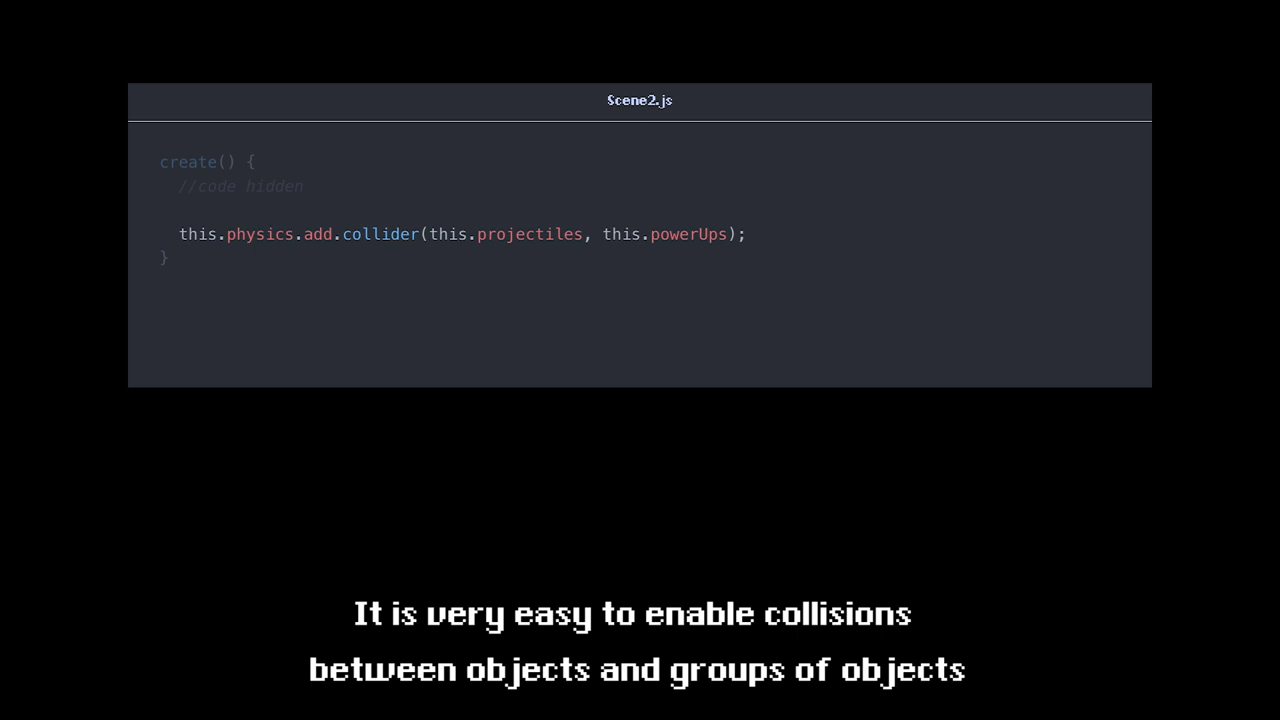 Scene2.js
create() {
//code hidden
this.physics.add.collider(this.projectiles, this.powerUps);
}
It is very easy to enable collisions
between objects and groups of objects